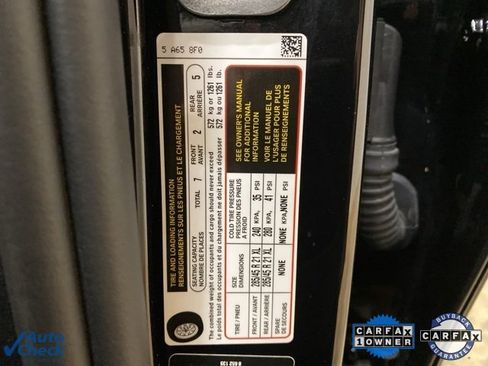 5 A65 8F0
TIRE AND LOADING INFORMATION
RENSEIGNEMENTS SUR LES PNEUS ET LE CHARGEMENT
SEATING CAPACITY
NOMBRE DE PLACES
TOTAL 7
FRONT
AVANT 2
REAR
ARRIÈRE 5
The combined weight of occupants and cargo should never exceed 572 kg or 1261 lbs.
Le poids total des occupants et du chargement ne doit jamais dépasser 572 kg ou 1261 lb.
TIRE / PNEU
SIZE
DIMENSIONS
COLD TIRE PRESSURE
PRESSION DES PNEUS
A FROID
FRONT / AVANT 285/45 R 21 XL 240 KPA, 35 PSI
REAR / ARRIÈRE 285/45 R 21 XL 280 KPA, 41 PSI
SPARE
DE SECOURS NONE NONE KPA, NONE PSI
SEE OWNER'S MANUAL
FOR ADDITIONAL
INFORMATION
VOIR LE MANUEL DE
L'USAGER POUR PLUS
DE RENSEIGNEMENTS
AutoCheck
CARFAX
1 OWNER
BUYBACK
CARFAX
GUARANTEE